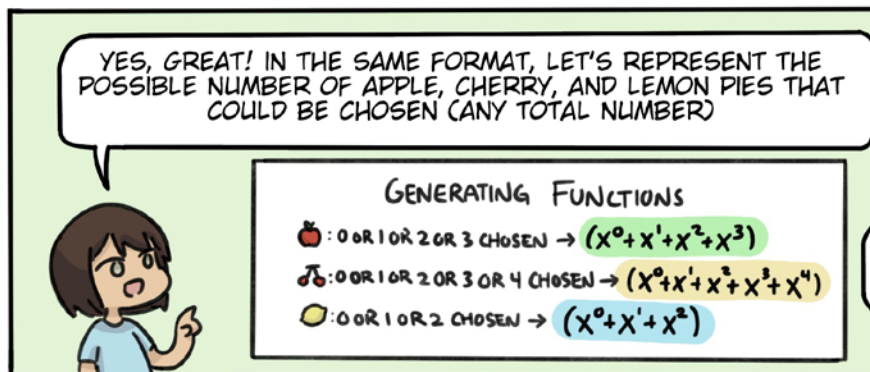 YES, GREAT! IN THE SAME FORMAT, LET'S REPRESENT THE
POSSIBLE NUMBER OF APPLE, CHERRY, AND LEMON PIES THAT
COULD BE CHOSEN (ANY TOTAL NUMBER)
GENERATING FUNCTIONS
: 0 OR 1 OR 2 OR 3 CHOSEN → (x⁰+x¹+x²+x³)
: 0 OR 1 OR 2 OR 3 OR 4 CHOSEN → (x⁰+x¹+x²+x³+x⁴)
: 0 OR 1 OR 2 CHOSEN → (x⁰+x¹+x²)